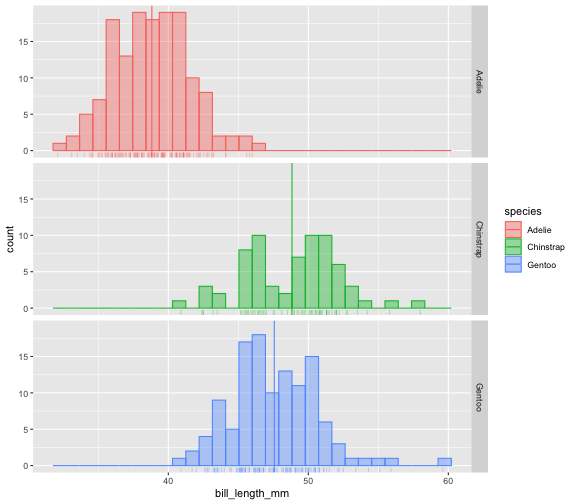 15
10
5
0
Adelie
15
10
5
0
Chinstrap
15
10
5
0
Gentoo
40
50
60
bill_length_mm
count
species
Adelie
Chinstrap
Gentoo